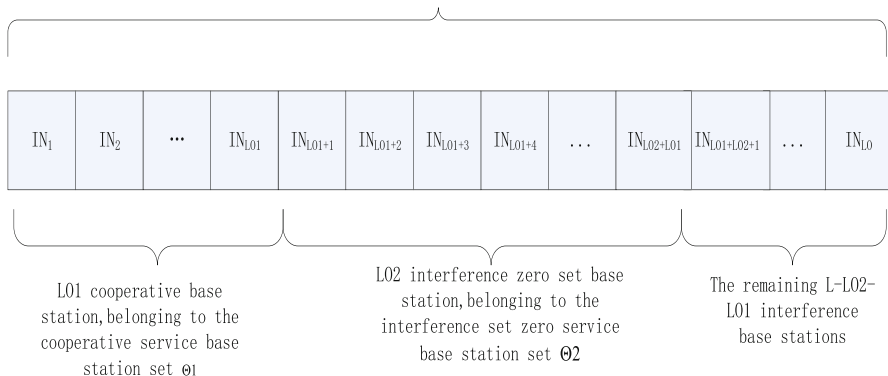 IN1 IN2 ... INL01 INL01+1 INL01+2 INL01+3 INL01+4 ... INL02+L01 INL01+L02+1 ... INL0
L01 cooperative base
station,belonging to the
cooperative service base
station set Θ1
L02 interference zero set base
station,belonging to the
interference set zero service
base station set Θ2
The remaining L-L02-
L01 interference
base stations